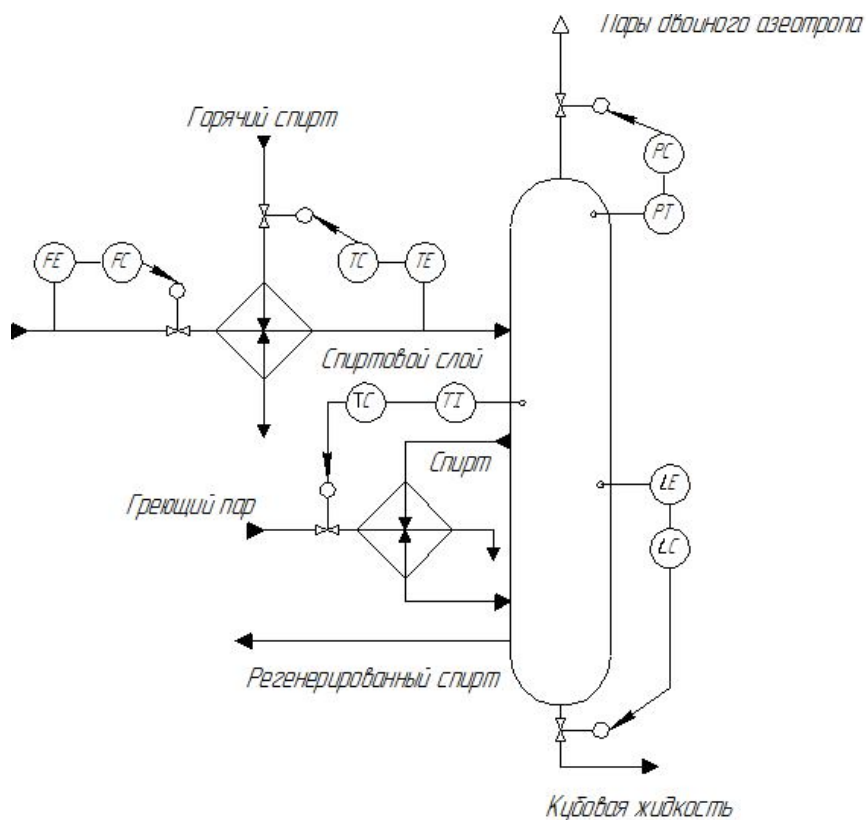 Пары двойного азеотропа
Горячий спирт
PC
PT
FE
FC
TC
TE
Спиртовой слой
TC
TI
Спирт
LE
Греющий пар
LC
Регенерированный спирт
Кубовая жидкость